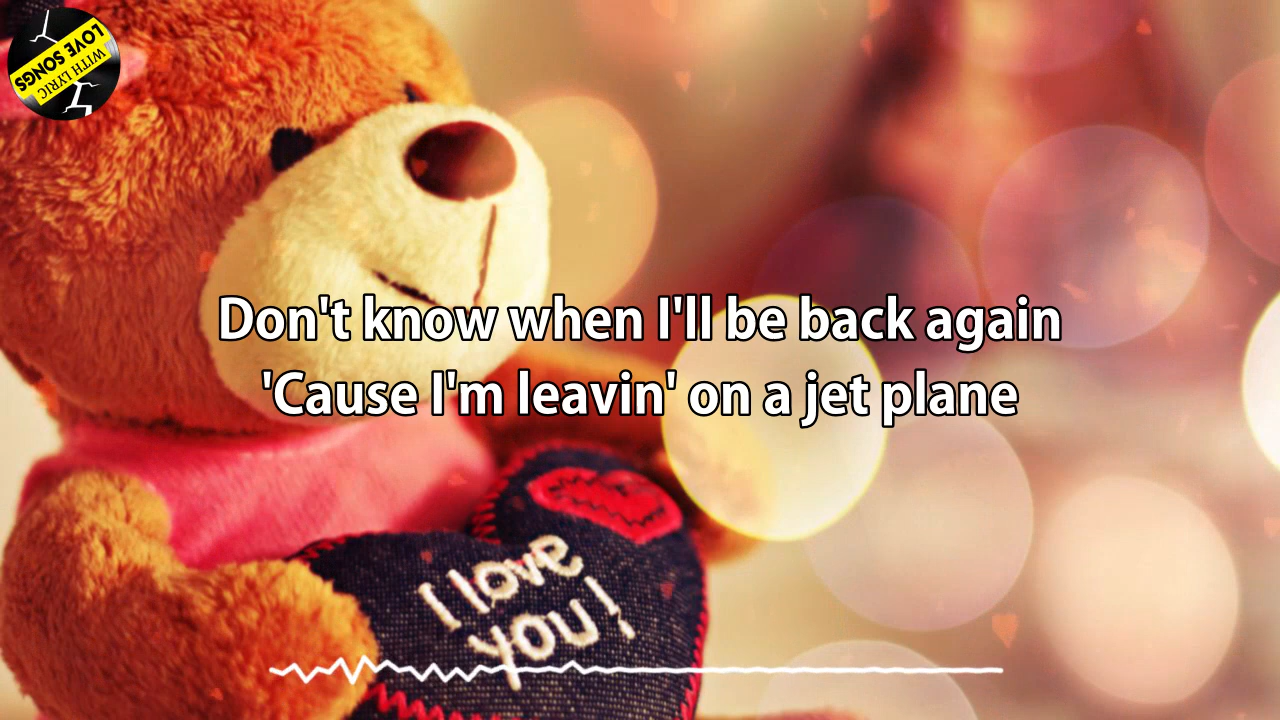 LOVE SONGS
WITH LYRIC
Don't know when I'll be back again
'Cause I'm leavin' on a jet plane
I love
you!